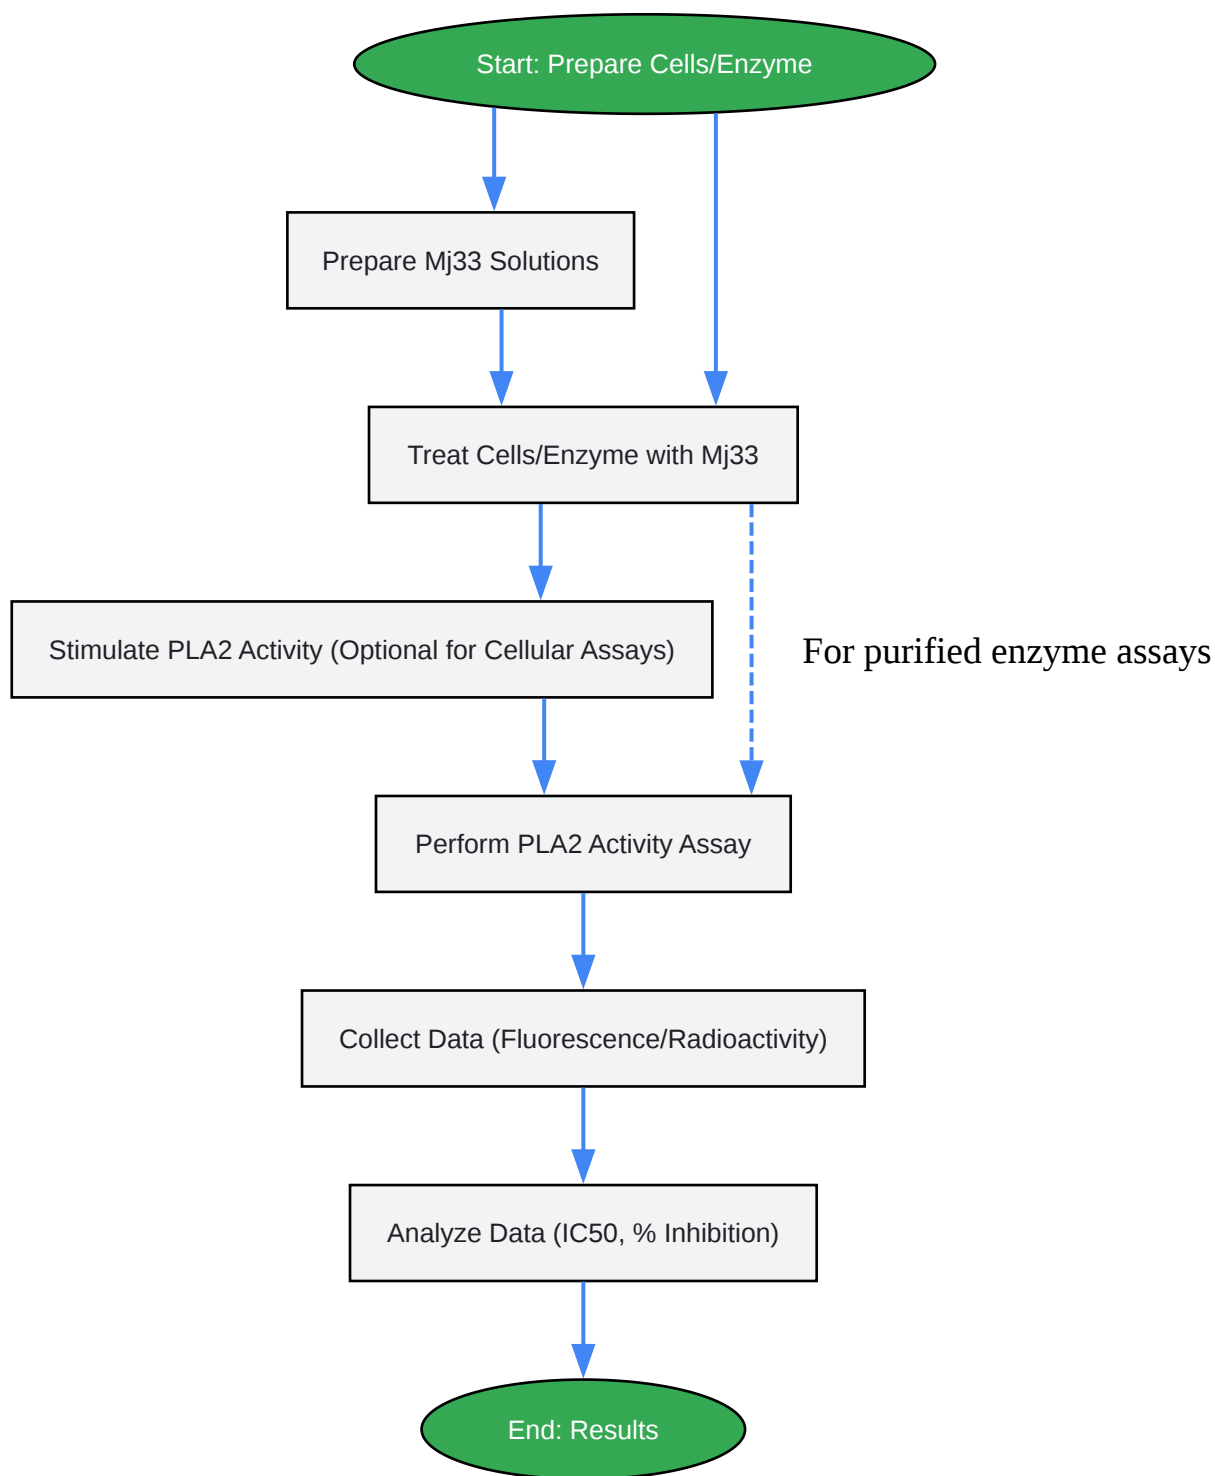 Start: Prepare Cells/Enzyme
Prepare Mj33 Solutions
Treat Cells/Enzyme with Mj33
Stimulate PLA2 Activity (Optional for Cellular Assays)
For purified enzyme assays
Perform PLA2 Activity Assay
Collect Data (Fluorescence/Radioactivity)
Analyze Data (IC50, % Inhibition)
End: Results